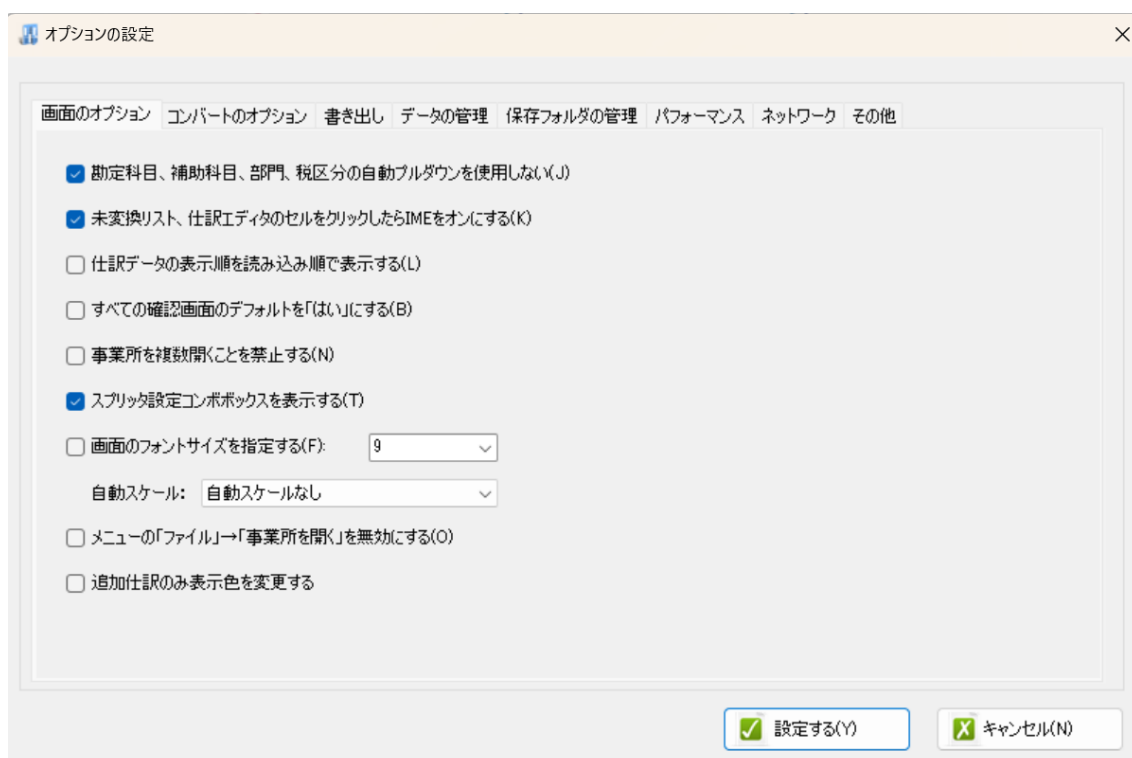 オプションの設定
画面のオプション コンバートのオプション 書き出し データの管理 保存フォルダの管理 パフォーマンス ネットワーク その他
勘定科目、補助科目、部門、税区分の自動プルダウンを使用しない(J)
未変換リスト、仕訳エディタのセルをクリックしたらIMEをオンにする(K)
仕訳データの表示順を読み込み順で表示する(L)
すべての確認画面のデフォルトを「はい」にする(B)
事業所を複数開くことを禁止する(N)
スプリッタ設定コンボボックスを表示する(T)
画面のフォントサイズを指定する(F): 9
自動スケール: 自動スケールなし
メニューの「ファイル」→「事業所を開く」を無効にする(O)
追加仕訳のみ表示色を変更する
設定する(Y) キャンセル(N)